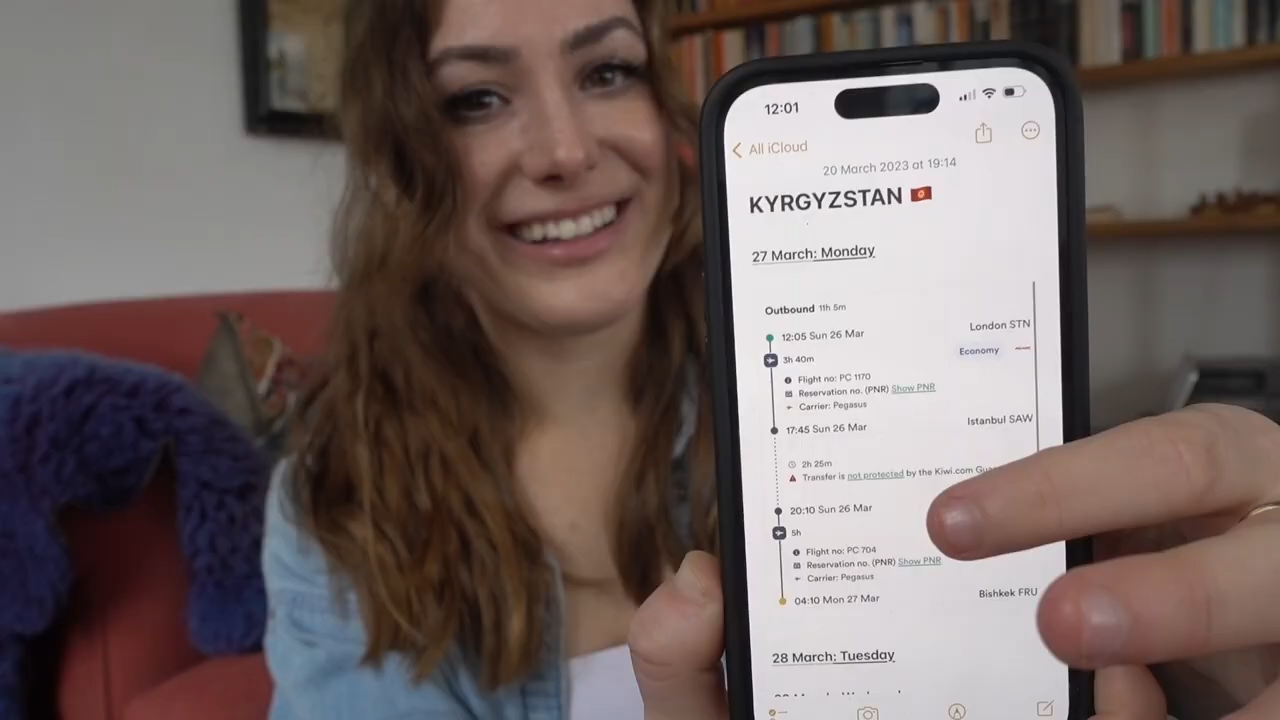 12:01
All iCloud
20 March 2023 at 19:14
KYRGYZSTAN 🇰🇬
27 March: Monday
Outbound 11h 5m
12:05 Sun 26 Mar London STN
3h 40m Economy
Flight no: PC 1170
Reservation no. (PNR) Show PNR
Carrier: Pegasus
17:45 Sun 26 Mar Istanbul SAW
2h 25m
Transfer is not protected by the Kiwi.com
20:10 Sun 26 Mar
5h
Flight no: PC 704
Reservation no. (PNR) Show PNR
Carrier: Pegasus
04:10 Mon 27 Mar Bishkek FRU
28 March: Tuesday